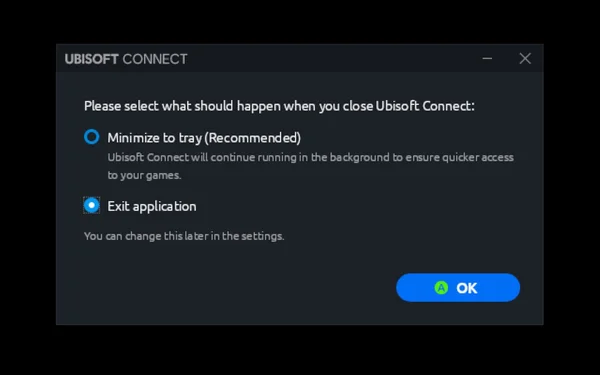 UBISOFT CONNECT
Please select what should happen when you close Ubisoft Connect:
Minimize to tray (Recommended)
Ubisoft Connect will continue running in the background to ensure quicker access
to your games.
Exit application
You can change this later in the settings.
A OK